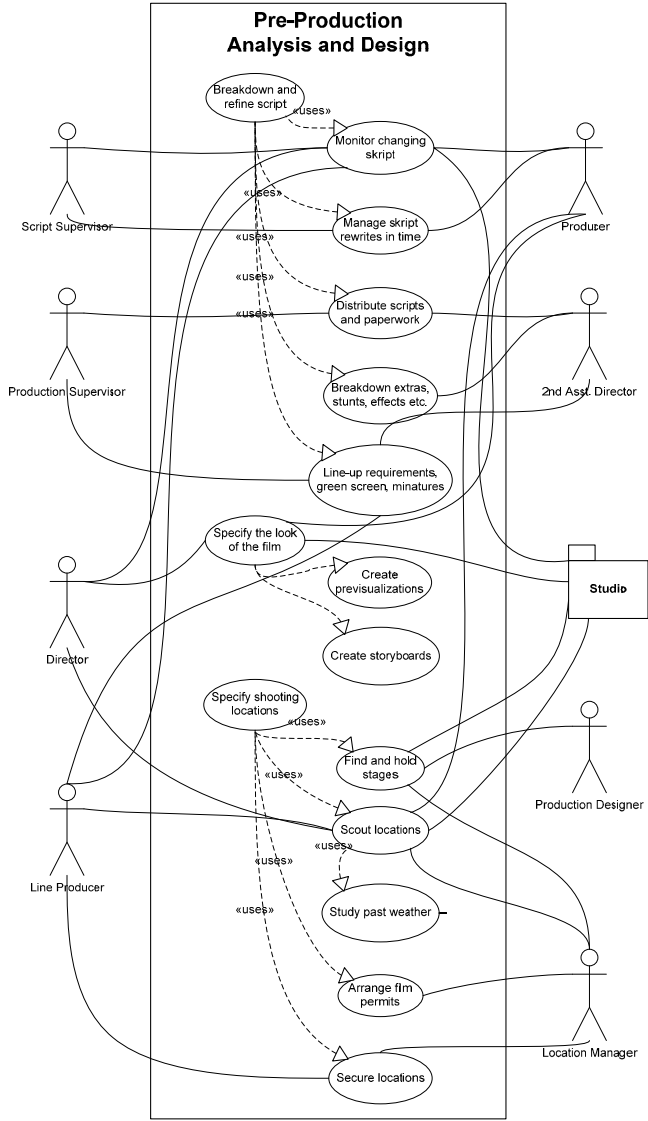 Pre-Production
Analysis and Design
Breakdown and
refine script
«uses»
Monitor changing
skript
Script Supervisor
Producer
«uses»
Manage skript
rewrites in time
«uses»
«uses»
Distribute scripts
and paperwork
«uses»
Production Supervisor
2nd Asst. Director
Breakdown extras,
stunts, effects etc.
Line-up requirements,
green screen, minatures
Specify the look
of the film
Create
previsualizations
Studio
Director
Create storyboards
Specify shooting
locations
«uses»
Find and hold
stages
«uses»
Production Designer
Scout locations
«uses»
«uses»
Line Producer
Study past weather
«uses»
Arrange film
permits
Location Manager
Secure locations